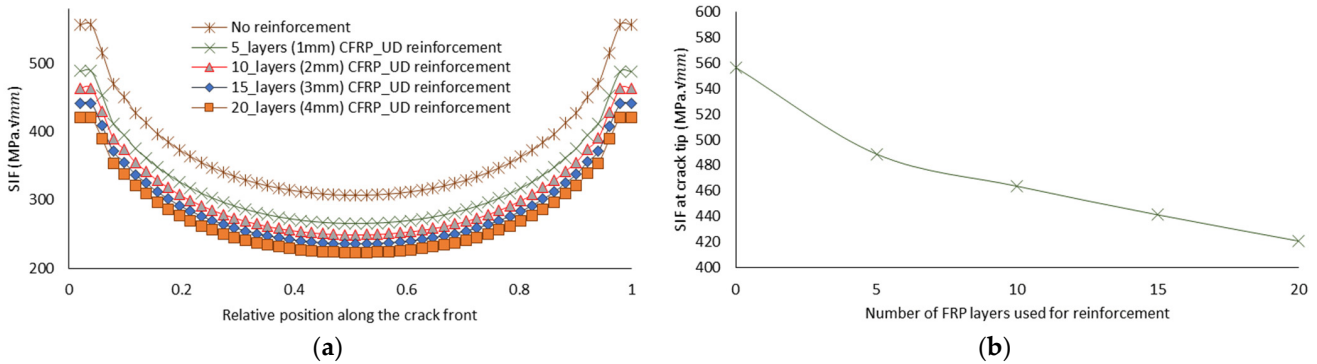 No reinforcement
5_layers (1mm) CFRP_UD reinforcement
10_layers (2mm) CFRP_UD reinforcement
15_layers (3mm) CFRP_UD reinforcement
20_layers (4mm) CFRP_UD reinforcement
SIF (MPa.√mm)
500
400
300
200
0
0.2
0.4
0.6
0.8
1
Relative position along the crack front
(a)
SIF at crack tip (MPa.√mm)
600
580
560
540
520
500
480
460
440
420
400
0
5
10
15
20
Number of FRP layers used for reinforcement
(b)